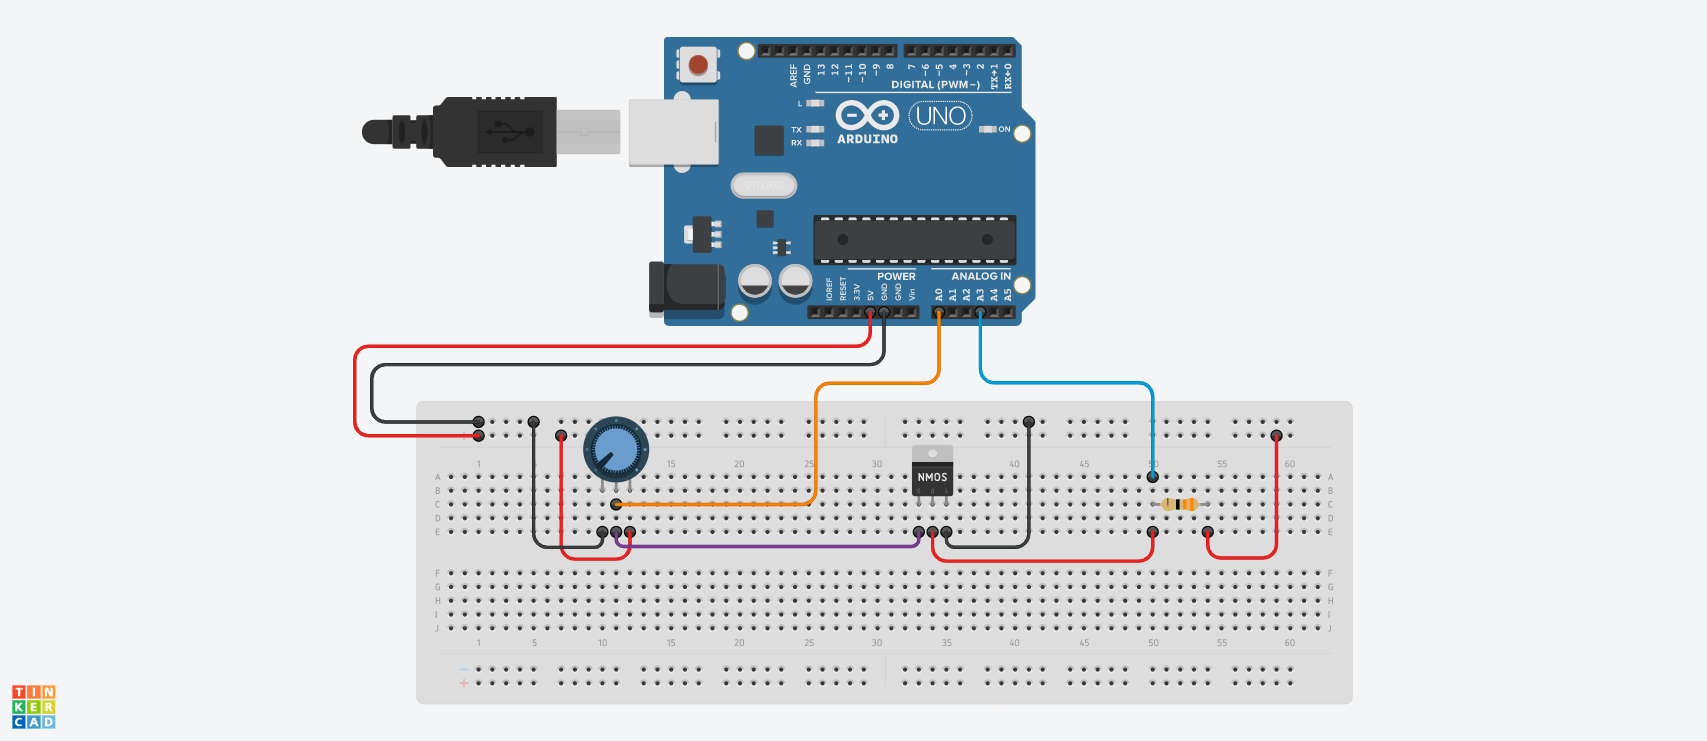 AREF GND 13 12 ~11 ~10 ~9 8 7 ~6 ~5 4 ~3 2 TX→1 RX←0
DIGITAL (PWM~)
L
TX
RX
ARDUINO
UNO
ON
POWER
ANALOG IN
IOREF RESET 3.3V 5V GND GND Vin A0 A1 A2 A3 A4 A5
1 5 15 20 25 30 40 45 50 55 60
A A
B B
C C
D D
E E
NMOS
F F
G G
H H
I I
J J
1 5 10 15 20 25 30 35 40 45 50 55 60
−
+
TIN
KER
CAD